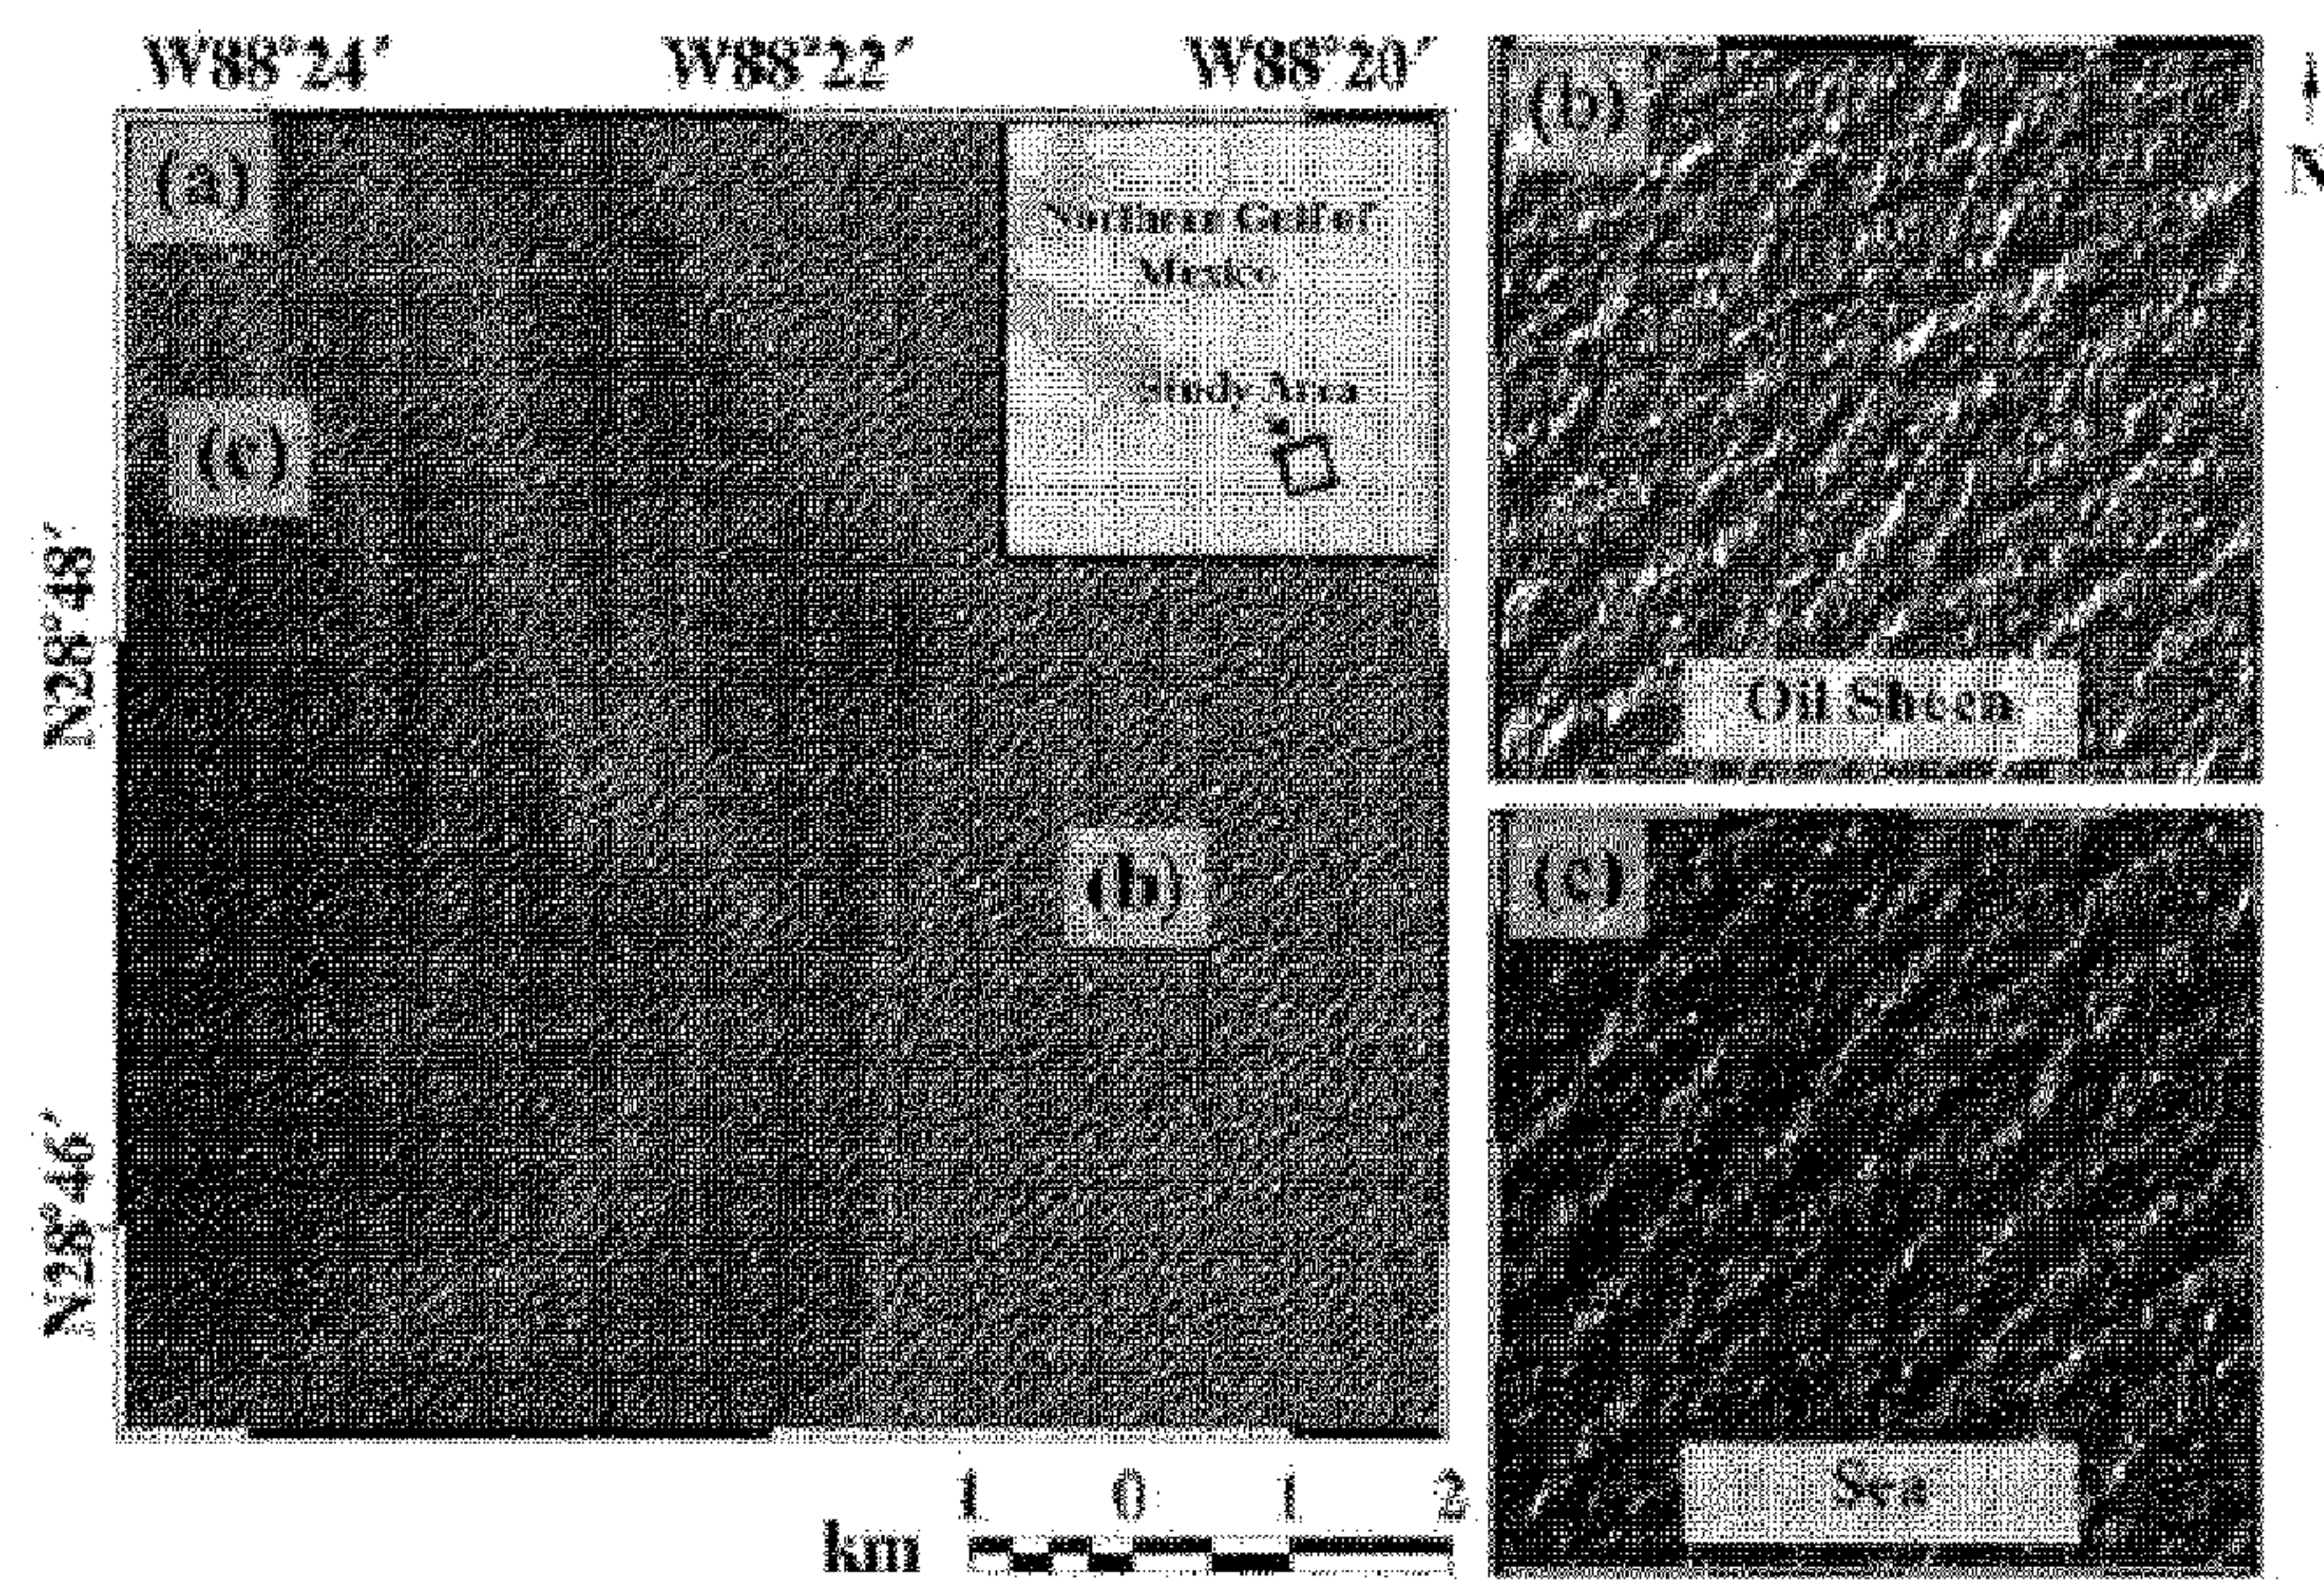 W88°24′ W88°22′ W88°20′
(a)
Northern Gulf of
Mexico
Study Area
(c)
(b)
N28°48′
N28°46′
km
1 0 1 2
(b)
Oil Sheen
N
(c)
Sea